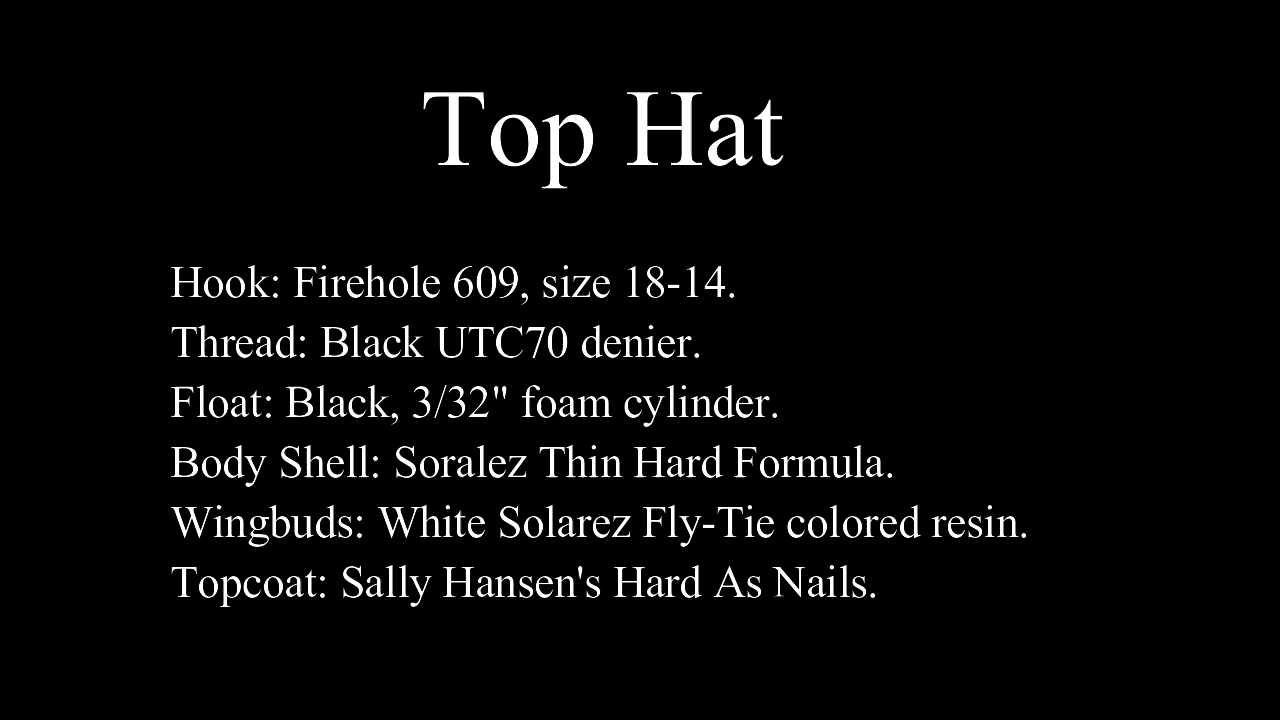 Top Hat
Hook: Firehole 609, size 18-14.
Thread: Black UTC70 denier.
Float: Black, 3/32" foam cylinder.
Body Shell: Soralez Thin Hard Formula.
Wingbuds: White Solarez Fly-Tie colored resin.
Topcoat: Sally Hansen's Hard As Nails.